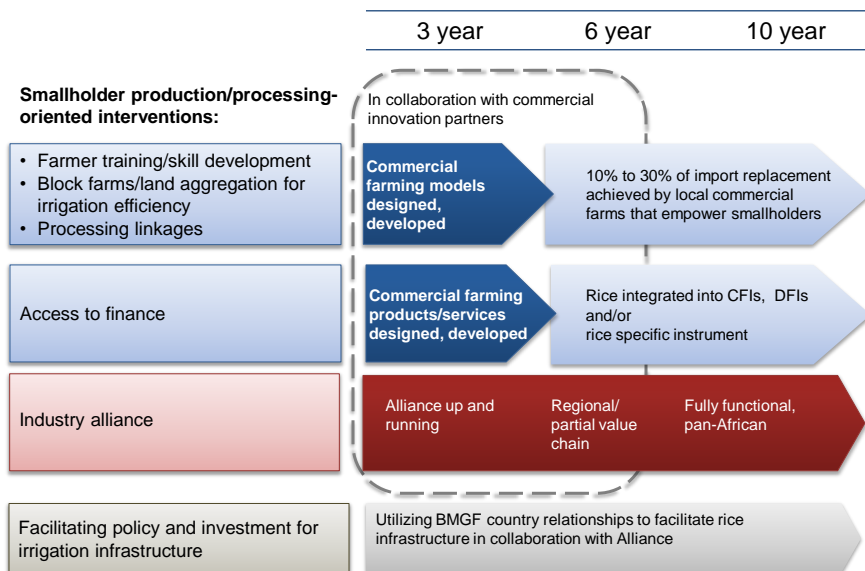 3 year 6 year 10 year
Smallholder production/processing-
oriented interventions:
In collaboration with commercial
innovation partners
• Farmer training/skill development
• Block farms/land aggregation for
irrigation efficiency
• Processing linkages
Commercial
farming models
designed,
developed
10% to 30% of import replacement
achieved by local commercial
farms that empower smallholders
Access to finance
Commercial farming
products/services
designed, developed
Rice integrated into CFIs, DFIs
and/or
rice specific instrument
Industry alliance
Alliance up and
running
Regional/
partial value
chain
Fully functional,
pan-African
Facilitating policy and investment for
irrigation infrastructure
Utilizing BMGF country relationships to facilitate rice
infrastructure in collaboration with Alliance